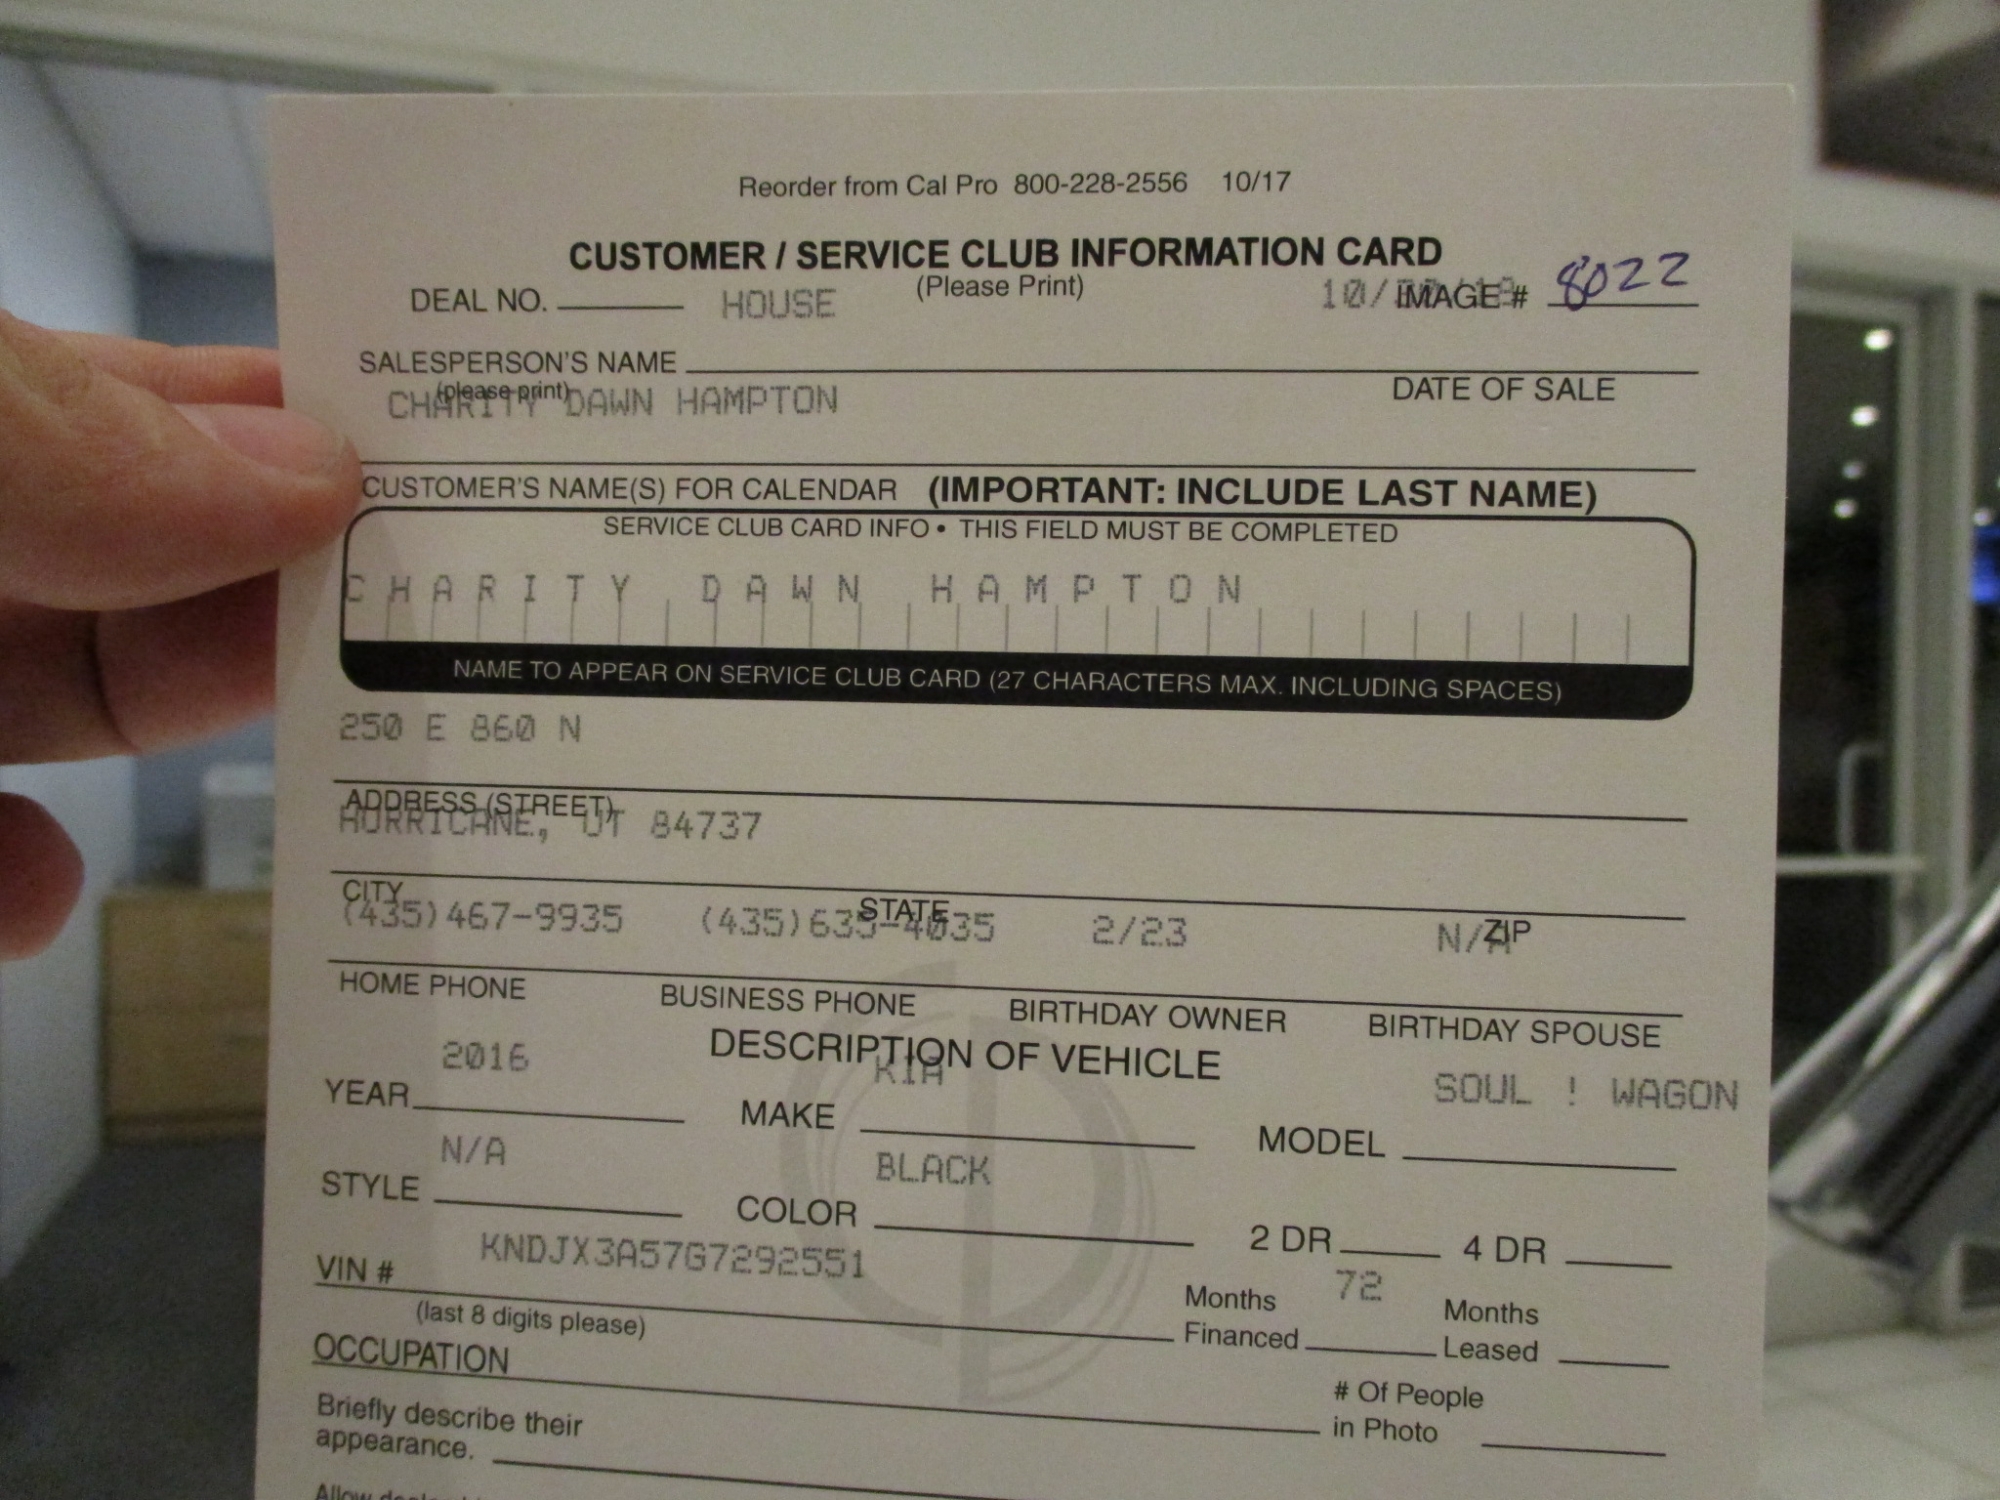 Reorder from Cal Pro 800-228-2556 10/17
CUSTOMER / SERVICE CLUB INFORMATION CARD
(Please Print)
DEAL NO. HOUSE IMAGE # 8022
SALESPERSON'S NAME
(please print) DATE OF SALE
CHARITY DAWN HAMPTON
CUSTOMER'S NAME(S) FOR CALENDAR (IMPORTANT: INCLUDE LAST NAME)
SERVICE CLUB CARD INFO • THIS FIELD MUST BE COMPLETED
CHARITY DAWN HAMPTON
NAME TO APPEAR ON SERVICE CLUB CARD (27 CHARACTERS MAX. INCLUDING SPACES)
250 E 860 N
ADDRESS (STREET)
HURRICANE, UT 84737
CITY STATE ZIP
(435)467-9935 (435)635-4035 2/23 N/A
HOME PHONE BUSINESS PHONE BIRTHDAY OWNER BIRTHDAY SPOUSE
DESCRIPTION OF VEHICLE
2016 KIA SOUL ! WAGON
YEAR MAKE MODEL
N/A BLACK
STYLE COLOR 2 DR 4 DR
KNDJX3A57G7292551
VIN #
(last 8 digits please)
72
Months Financed Months Leased
OCCUPATION
# Of People
in Photo
Briefly describe their
appearance.